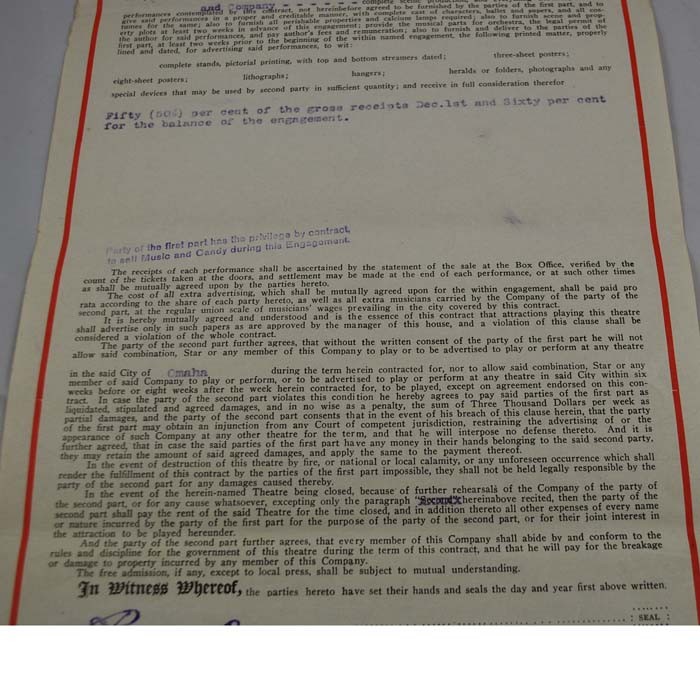 and Company - - - - - - complete scenic
performances contemplated by this contract, not hereinbefore agreed to be furnished by the parties of the first part, and to
give said performances in a proper and creditable manner, with complete cast of characters, ballet and supers, and all cos-
tumes for the same; also to furnish all perishable properties and calcium lamps required; also to furnish scene and prop-
erty plots at least two weeks in advance of this engagement; provide the musical parts for orchestra, the legal permit of
the author for said performances, and pay author's fees and remuneration; also to furnish and deliver to the parties of the
first part, at least two weeks prior to the beginning of the within named engagement, the following printed matter, properly
lined and dated, for advertising said performances, to wit:
complete stands, pictorial printing, with top and bottom streamers dated; three-sheet posters;
eight-sheet posters; lithographs; hangers; heralds or folders, photographs and any
special devices that may be used by second party in sufficient quantity; and receive in full consideration therefor
Fifty (50%) per cent of the gross receipts Dec.1st and Sixty per cent
for the balance of the engagement.
Party of the first part has the privilege by contract,
to sell Music and Candy during this Engagement.
The receipts of each performance shall be ascertained by the statement of the sale at the Box Office, verified by the
count of the tickets taken at the doors, and settlement may be made at the end of each performance, or at such other times
as shall be mutually agreed upon by the parties hereto.
The cost of all extra advertising, which shall be mutually agreed upon for the within engagement, shall be paid pro
rata according to the share of each party hereto, as well as all extra musicians carried by the Company of the party of the
second part, at the regular union scale of musicians' wages prevailing in the city covered by this contract.
It is hereby mutually agreed and understood and is the essence of this contract that attractions playing this theatre
shall advertise only in such papers as are approved by the manager of this house, and a violation of this clause shall be
considered a violation of the whole contract.
The party of the second part further agrees, that without the written consent of the party of the first part he will not
allow said combination, Star or any member of this Company to play or to be advertised to play or perform at any theatre
in the said City of Omaha during the term herein contracted for, nor to allow said combination, Star or any
member of said Company to play or perform, or to be advertised to play or perform at any theatre in said City within six
weeks before or eight weeks after the week herein contracted for, to be played, except on agreement endorsed on this con-
tract. In case the party of the second part violates this condition he hereby agrees to pay said parties of the first part as
liquidated, stipulated and agreed damages, and in no wise as a penalty, the sum of Three Thousand Dollars per week as
partial damages, and the party of the second part consents that in the event of his breach of this clause herein, that the party
of the first part may obtain an injunction from any Court of competent jurisdiction, restraining the advertising of or the
appearance of such Company at any other theatre for the term, and that he will interpose no defense thereto. And it is
further agreed, that in case said parties of the first part have any money in their hands belonging to the said second party,
they may retain the amount of said agreed damages, and apply the same to the payment thereof.
In the event of destruction of this theatre by fire, or national or local calamity, or any unforseen occurrence which shall
render the fulfillment of this contract by the parties of the first part impossible, they shall not be held legally responsible by the
party of the second part for any damages caused thereby.
In the event of the herein-named Theatre being closed, because of further rehearsals of the Company of the party of
the second part, or for any cause whatsoever, excepting only the paragraph "Second" hereinabove recited, then the party of the
second part shall pay the rent of the said Theatre for the time closed, and in addition thereto all other expenses of every name
or nature incurred by the party of the first part for the purpose of the party of the second part, or for their joint interest in
the attraction to be played hereunder.
And the party of the second part further agrees, that every member of this Company shall abide by and conform to the
rules and discipline for the government of this theatre during the term of this contract, and that he will pay for the breakage
or damage to property incurred by any member of this Company.
The free admission, if any, except to local press, shall be subject to mutual understanding.
In Witness Whereof, the parties hereto have set their hands and seals the day and year first above written.
: SEAL :